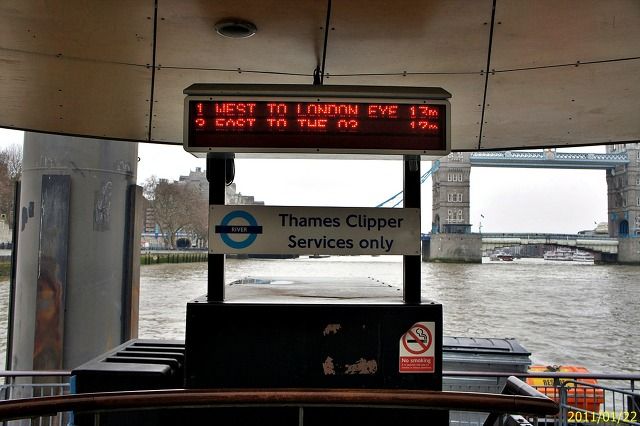 1 WEST TO LONDON EYE 13m
2 EAST TO THE O2 17m
RIVER
Thames Clipper
Services only
No smoking
2011/01/22